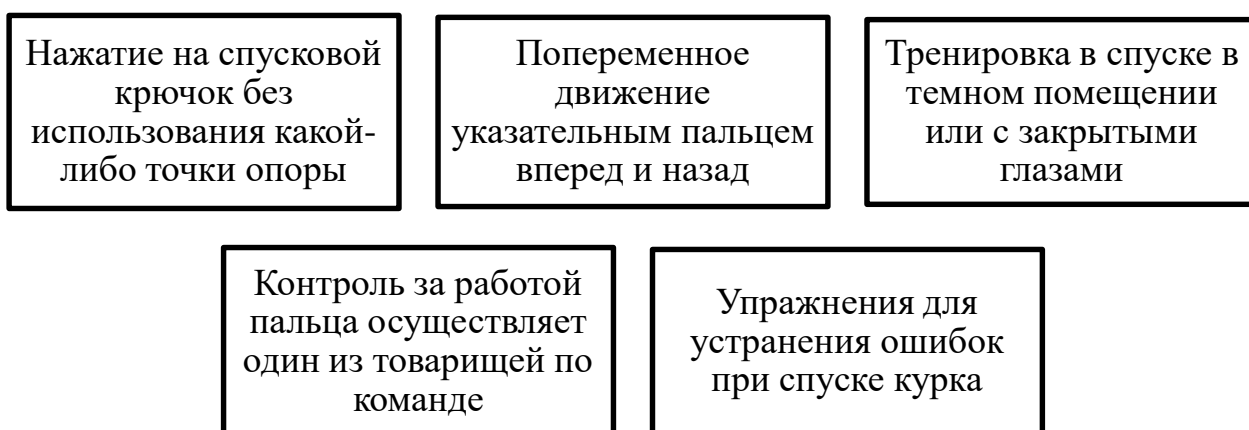 Нажатие на спусковой
крючок без
использования какой-
либо точки опоры
Попеременное
движение
указательным пальцем
вперед и назад
Тренировка в спуске в
темном помещении
или с закрытыми
глазами
Контроль за работой
пальца осуществляет
один из товарищей по
команде
Упражнения для
устранения ошибок
при спуске курка